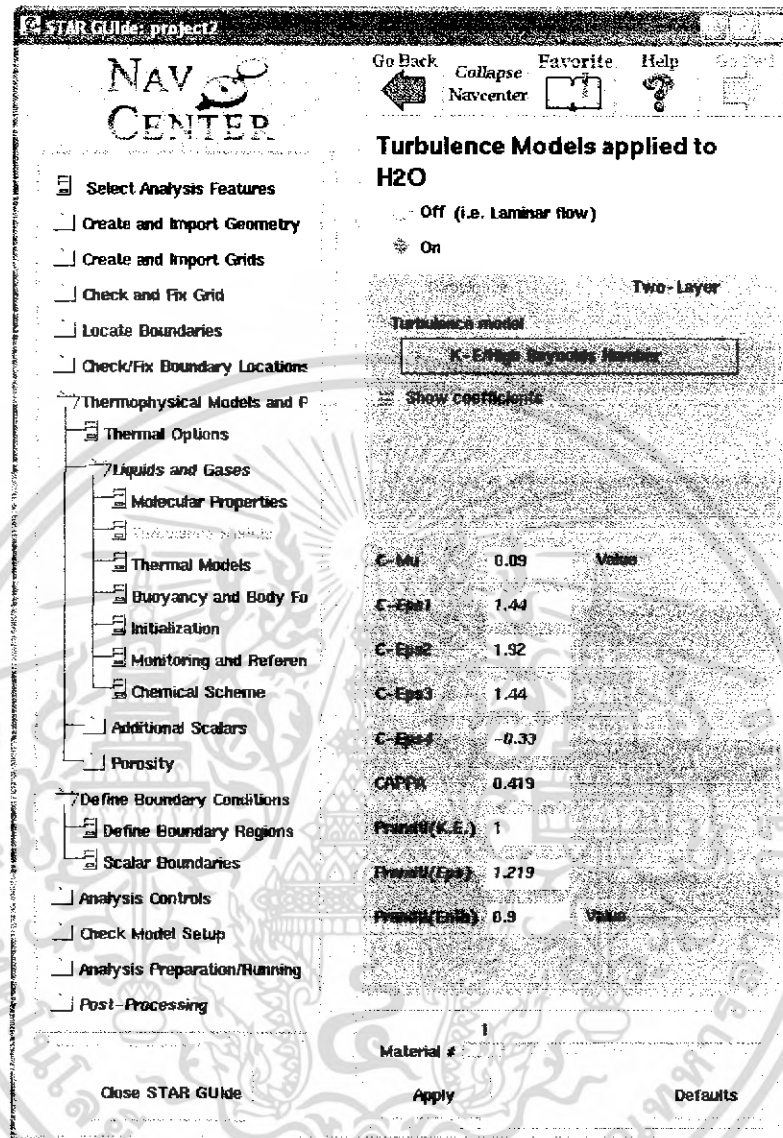 STAR GUIde: project2
NAV
CENTER
Go Back
Collapse
Navcenter
Favorite
Help
Turbulence Models applied to
H2O
Off (i.e. Laminar flow)
On
Two-Layer
Turbulence model
K-E/High Reynolds Number
Show coefficients
C-Mu 0.09 Value
C-Eps1 1.44
C-Eps2 1.92
C-Eps3 1.44
C-Eps4 -0.33
CAPPA 0.419
Prandtl(K.E.) 1
Prandtl(Eps) 1.219
Prandtl(Enth) 0.9 Value
1
Material #
Apply
Defaults
Select Analysis Features
Create and Import Geometry
Create and Import Grids
Check and Fix Grid
Locate Boundaries
Check/Fix Boundary Locations
Thermophysical Models and P
Thermal Options
Liquids and Gases
Molecular Properties
Thermal Models
Buoyancy and Body Fo
Initialization
Monitoring and Referen
Chemical Scheme
Additional Scalars
Porosity
Define Boundary Conditions
Define Boundary Regions
Scalar Boundaries
Analysis Controls
Check Model Setup
Analysis Preparation/Running
Post-Processing
Close STAR GUIde